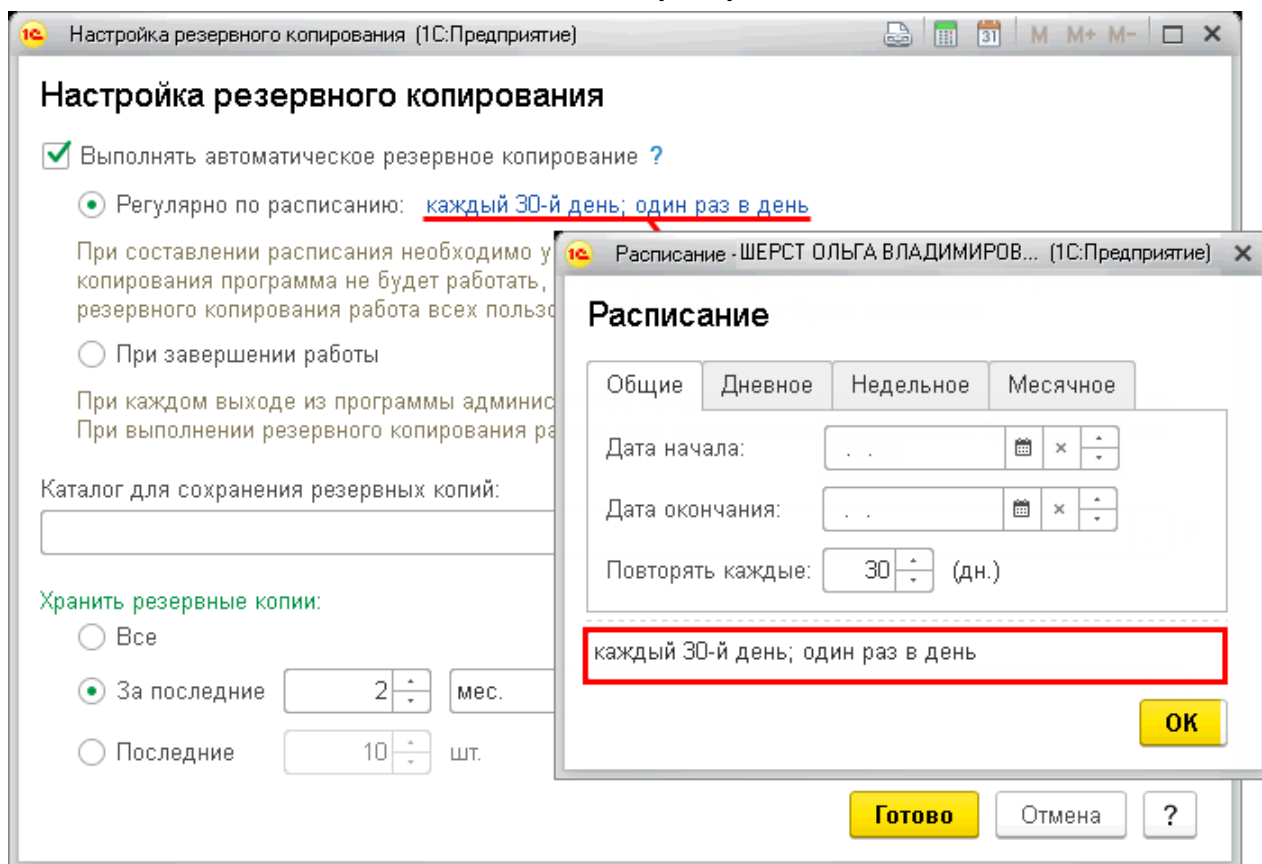 Настройка резервного копирования (1С:Предприятие)
M M+ M-
Настройка резервного копирования
Выполнять автоматическое резервное копирование ?
Регулярно по расписанию: каждый 30-й день; один раз в день
При составлении расписания необходимо у
копирования программа не будет работать,
резервного копирования работа всех пользо
При завершении работы
При каждом выходе из программы админис
При выполнении резервного копирования ра
Каталог для сохранения резервных копий:
Хранить резервные копии:
Все
За последние 2 мес.
Последние 10 шт.
Готово Отмена ?
Расписание - ШЕРСТ ОЛЬГА ВЛАДИМИРОВ... (1С:Предприятие)
Расписание
Общие Дневное Недельное Месячное
Дата начала: . .
Дата окончания: . .
Повторять каждые: 30 (дн.)
каждый 30-й день; один раз в день
ОК